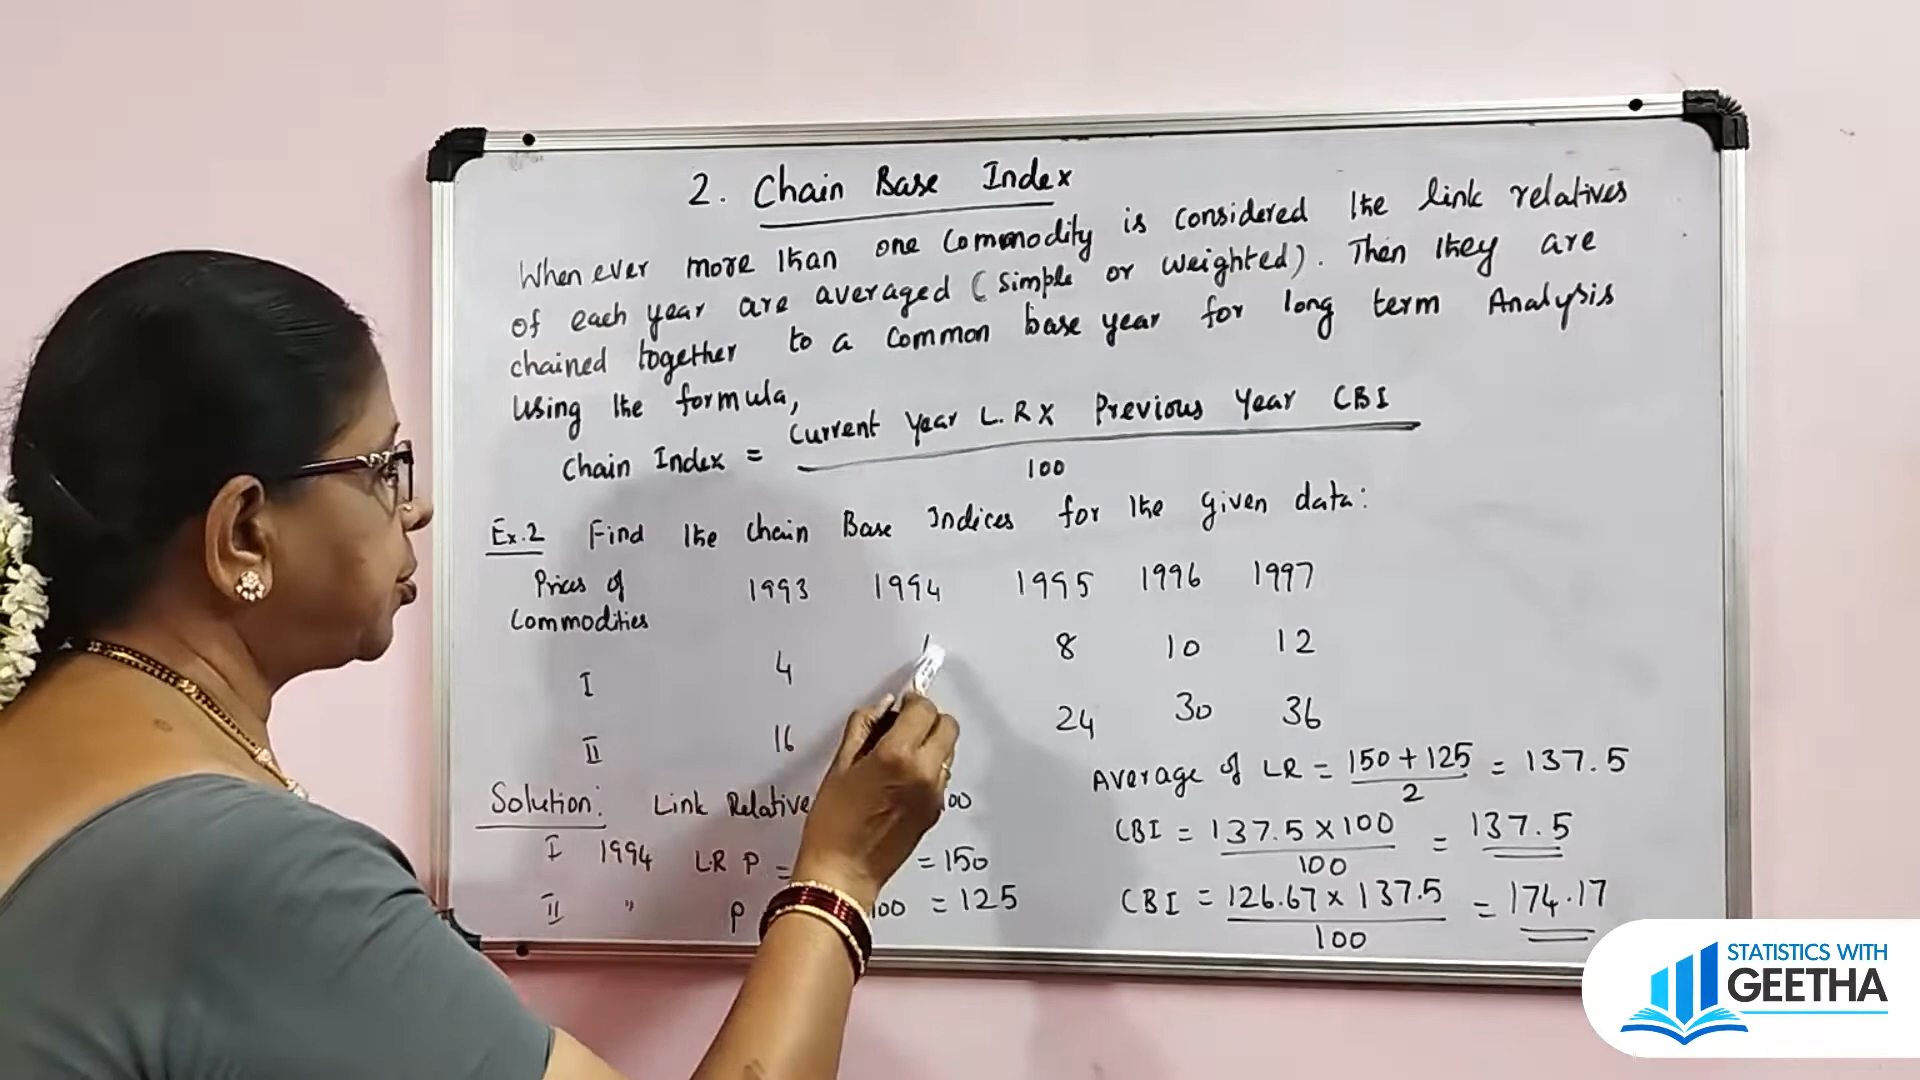 2. Chain Base Index
When ever more than one commodity is considered the link relatives
of each year are averaged (simple or weighted). Then they are
chained together to a common base year for long term Analysis
using the formula,
Chain Index = Current Year L.R X Previous Year CBI
100
Ex.2 Find the chain Base Indices for the given data:
Prices of 1993 1994 1995 1996 1997
Commodities
I 4 8 10 12
II 16 24 30 36
Average of LR = 150 + 125 = 137.5
2
Solution: Link Relative 100
CBI = 137.5 X 100 = 137.5
100
I 1994 L.R P = = 150
II " P 100 = 125
CBI = 126.67 x 137.5 = 174.17
100
STATISTICS WITH
GEETHA